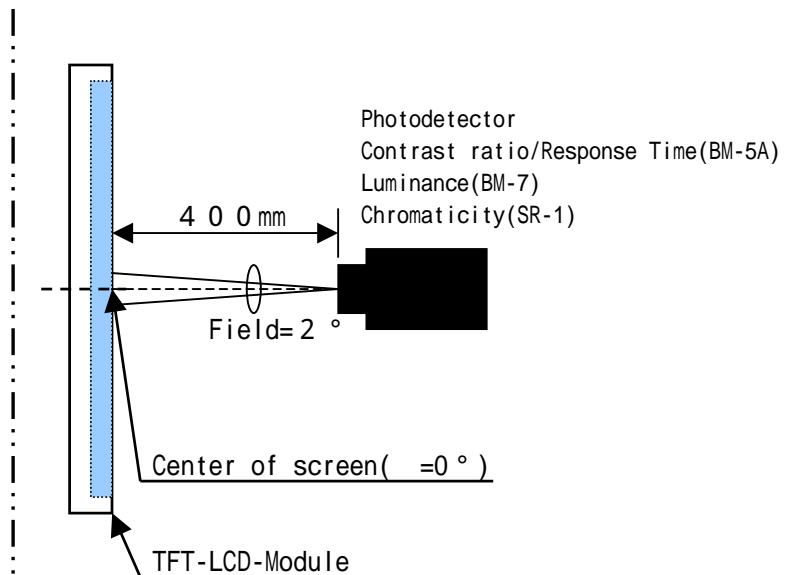 Photodetector
Contrast ratio/Response Time(BM-5A)
Luminance(BM-7)
Chromaticity(SR-1)
４００mm
Field=２°
Center of screen( =0°)
TFT-LCD-Module